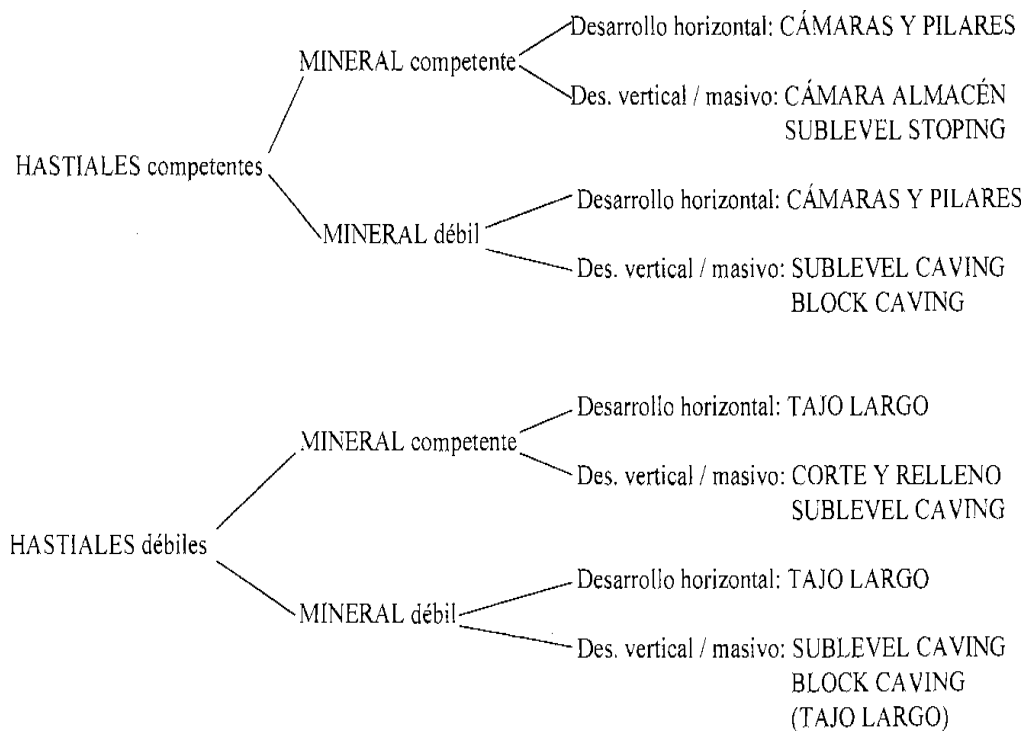 Desarrollo horizontal: CÁMARAS Y PILARES
MINERAL competente
Des. vertical / masivo: CÁMARA ALMACÉN
SUBLEVEL STOPING
HASTIALES competentes
Desarrollo horizontal: CÁMARAS Y PILARES
MINERAL débil
Des. vertical / masivo: SUBLEVEL CAVING
BLOCK CAVING
Desarrollo horizontal: TAJO LARGO
MINERAL competente
Des. vertical / masivo: CORTE Y RELLENO
SUBLEVEL CAVING
HASTIALES débiles
Desarrollo horizontal: TAJO LARGO
MINERAL débil
Des. vertical / masivo: SUBLEVEL CAVING
BLOCK CAVING
(TAJO LARGO)